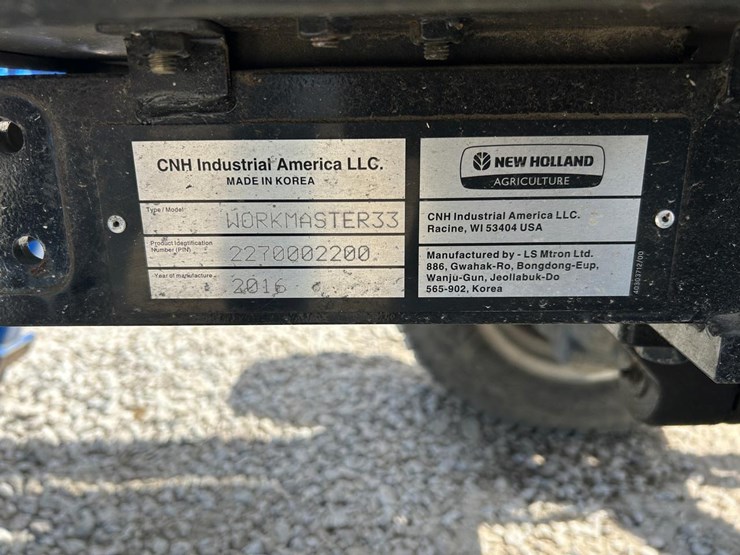 CNH Industrial America LLC.
MADE IN KOREA
Type / Model
WORKMASTER33
Product Identification
Number (PIN)
2270002200
Year of manufacture
2016
NEW HOLLAND
AGRICULTURE
CNH Industrial America LLC.
Racine, WI 53404 USA
Manufactured by - LS Mtron Ltd.
886, Gwahak-Ro, Bongdong-Eup,
Wanju-Gun, Jeollabuk-Do
565-902, Korea
40303712/00